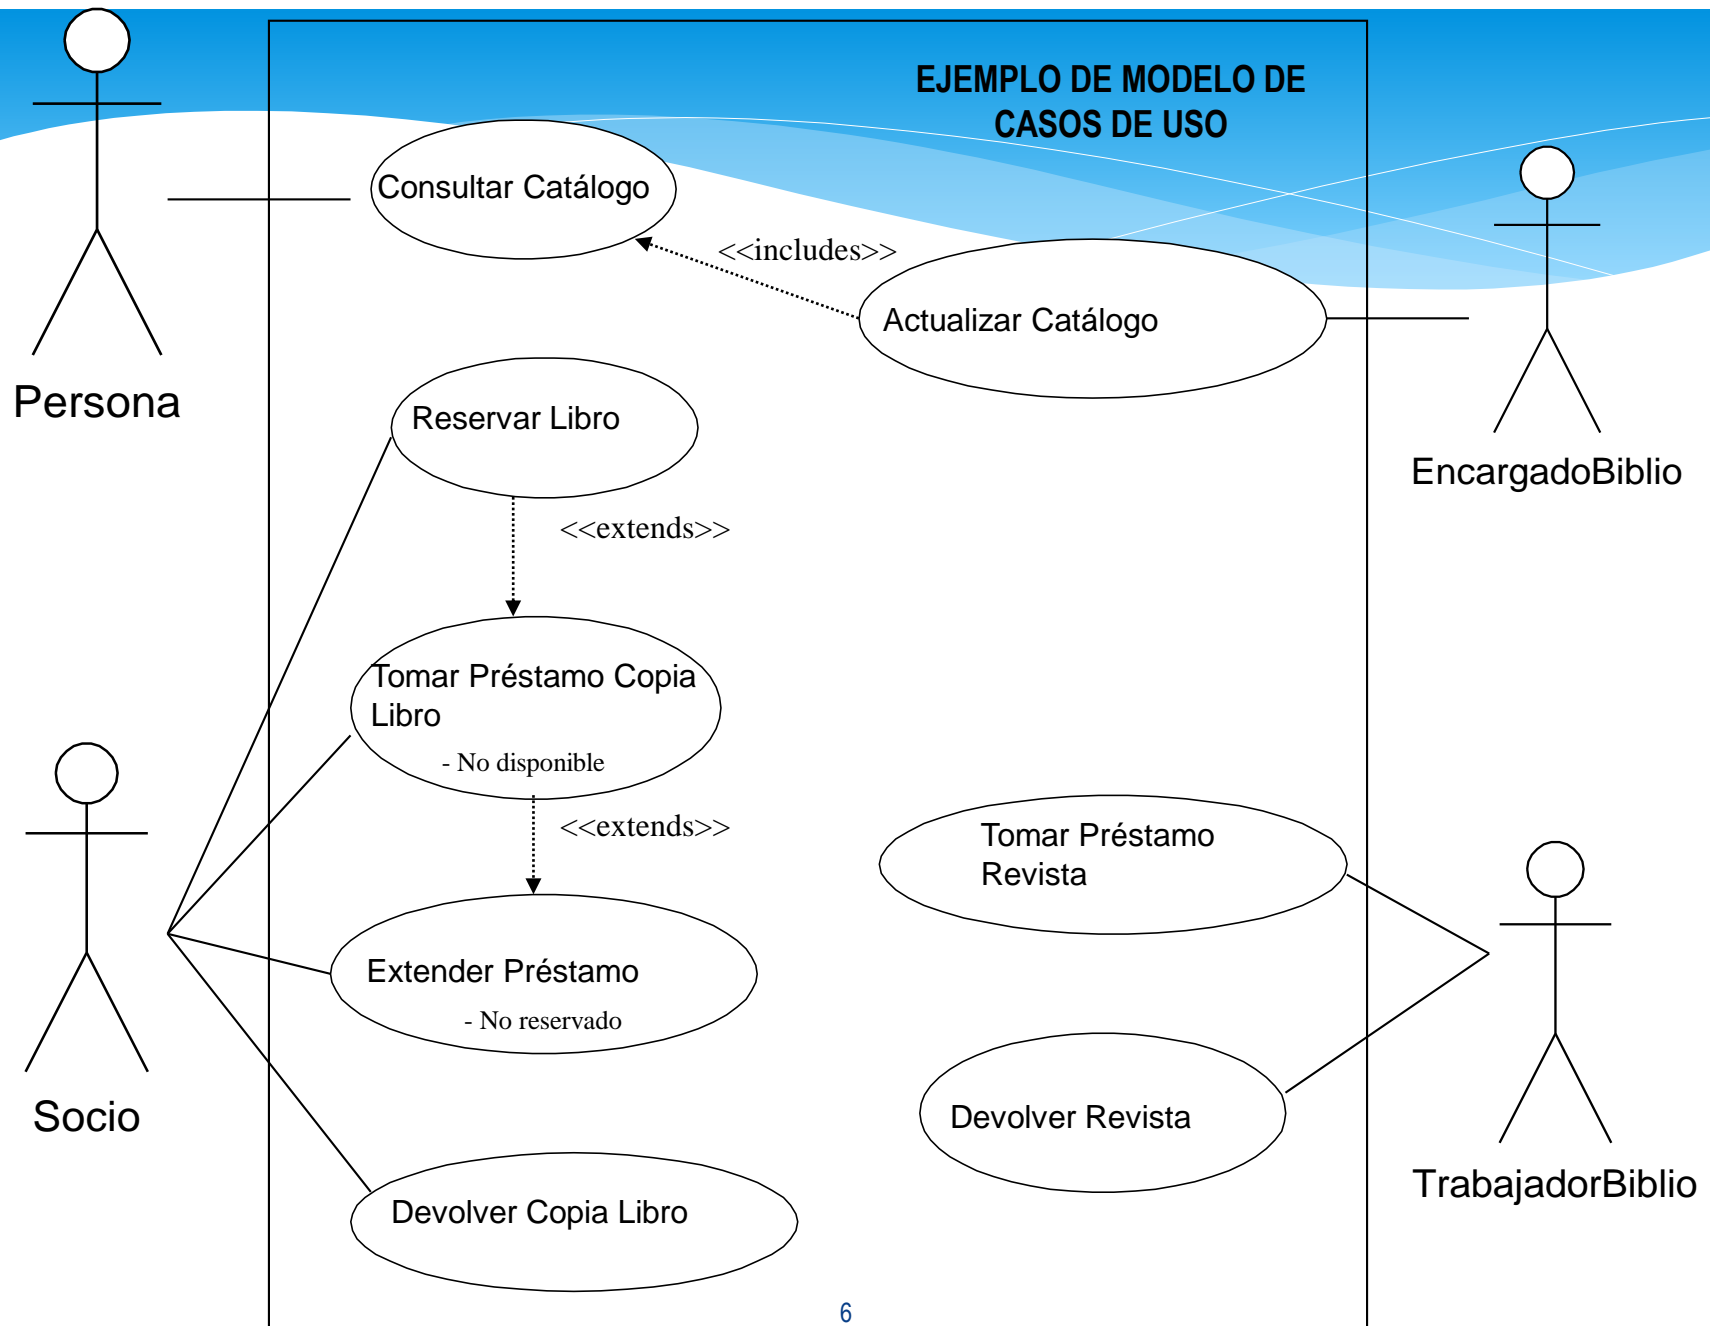 EJEMPLO DE MODELO DE
CASOS DE USO
Consultar Catálogo
<<includes>>
Actualizar Catálogo
Persona
Reservar Libro
EncargadoBiblio
<<extends>>
Tomar Préstamo Copia
Libro
- No disponible
<<extends>>
Tomar Préstamo
Revista
Extender Préstamo
- No reservado
Socio
Devolver Revista
TrabajadorBiblio
Devolver Copia Libro
6